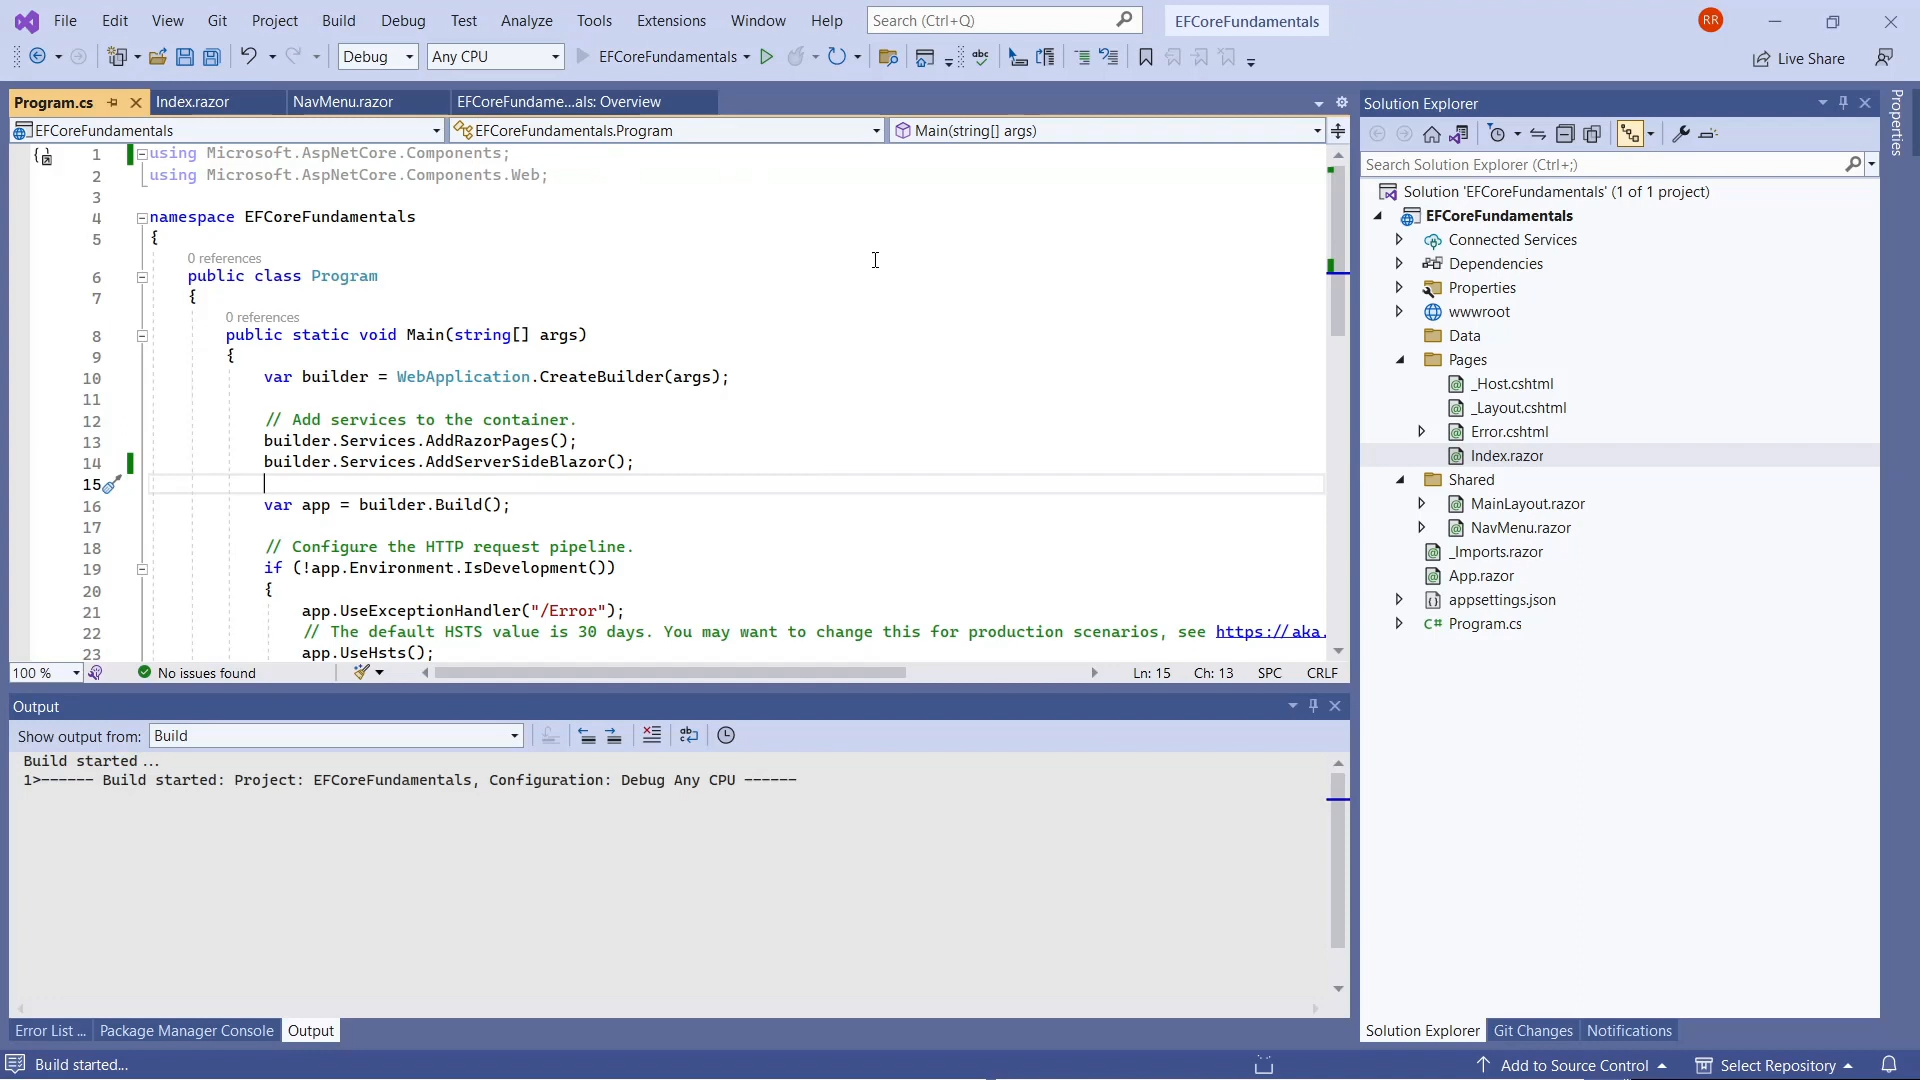 File Edit View Git Project Build Debug Test Analyze Tools Extensions Window Help Search (Ctrl+Q) EFCoreFundamentals RR
Debug Any CPU EFCoreFundamentals Live Share
Program.cs Index.razor NavMenu.razor EFCoreFundame...als: Overview
EFCoreFundamentals EFCoreFundamentals.Program Main(string[] args)
1 using Microsoft.AspNetCore.Components;
2 using Microsoft.AspNetCore.Components.Web;
3
4 namespace EFCoreFundamentals
5 {
0 references
6 public class Program
7 {
0 references
8 public static void Main(string[] args)
9 {
10 var builder = WebApplication.CreateBuilder(args);
11
12 // Add services to the container.
13 builder.Services.AddRazorPages();
14 builder.Services.AddServerSideBlazor();
15
16 var app = builder.Build();
17
18 // Configure the HTTP request pipeline.
19 if (!app.Environment.IsDevelopment())
20 {
21 app.UseExceptionHandler("/Error");
22 // The default HSTS value is 30 days. You may want to change this for production scenarios, see https://aka.
23 app.UseHsts();
100 % No issues found Ln: 15 Ch: 13 SPC CRLF
Output
Show output from: Build
Build started...
1>------ Build started: Project: EFCoreFundamentals, Configuration: Debug Any CPU ------
Error List ... Package Manager Console Output
Solution Explorer
Search Solution Explorer (Ctrl+;)
Solution 'EFCoreFundamentals' (1 of 1 project)
EFCoreFundamentals
Connected Services
Dependencies
Properties
wwwroot
Data
Pages
_Host.cshtml
_Layout.cshtml
Error.cshtml
Index.razor
Shared
MainLayout.razor
NavMenu.razor
_Imports.razor
App.razor
appsettings.json
C# Program.cs
Solution Explorer Git Changes Notifications
Properties
Build started... Add to Source Control Select Repository